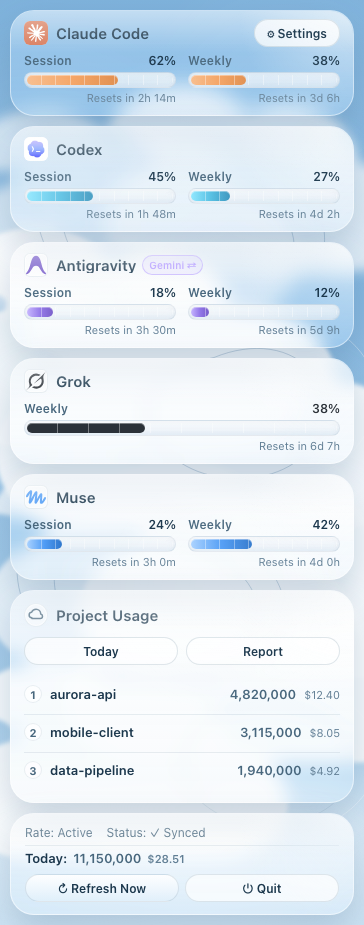 Claude Code ⚙ Settings
Session 62% Weekly 38%
Resets in 2h 14m Resets in 3d 6h
Codex
Session 45% Weekly 27%
Resets in 1h 48m Resets in 4d 2h
Antigravity Gemini ⇄
Session 18% Weekly 12%
Resets in 3h 30m Resets in 5d 9h
Grok
Weekly 38%
Resets in 6d 7h
Muse
Session 24% Weekly 42%
Resets in 3h 0m Resets in 4d 0h
Project Usage
Today Report
1 aurora-api 4,820,000 $12.40
2 mobile-client 3,115,000 $8.05
3 data-pipeline 1,940,000 $4.92
Rate: Active Status: ✓ Synced
Today: 11,150,000 $28.51
↻ Refresh Now ⏻ Quit